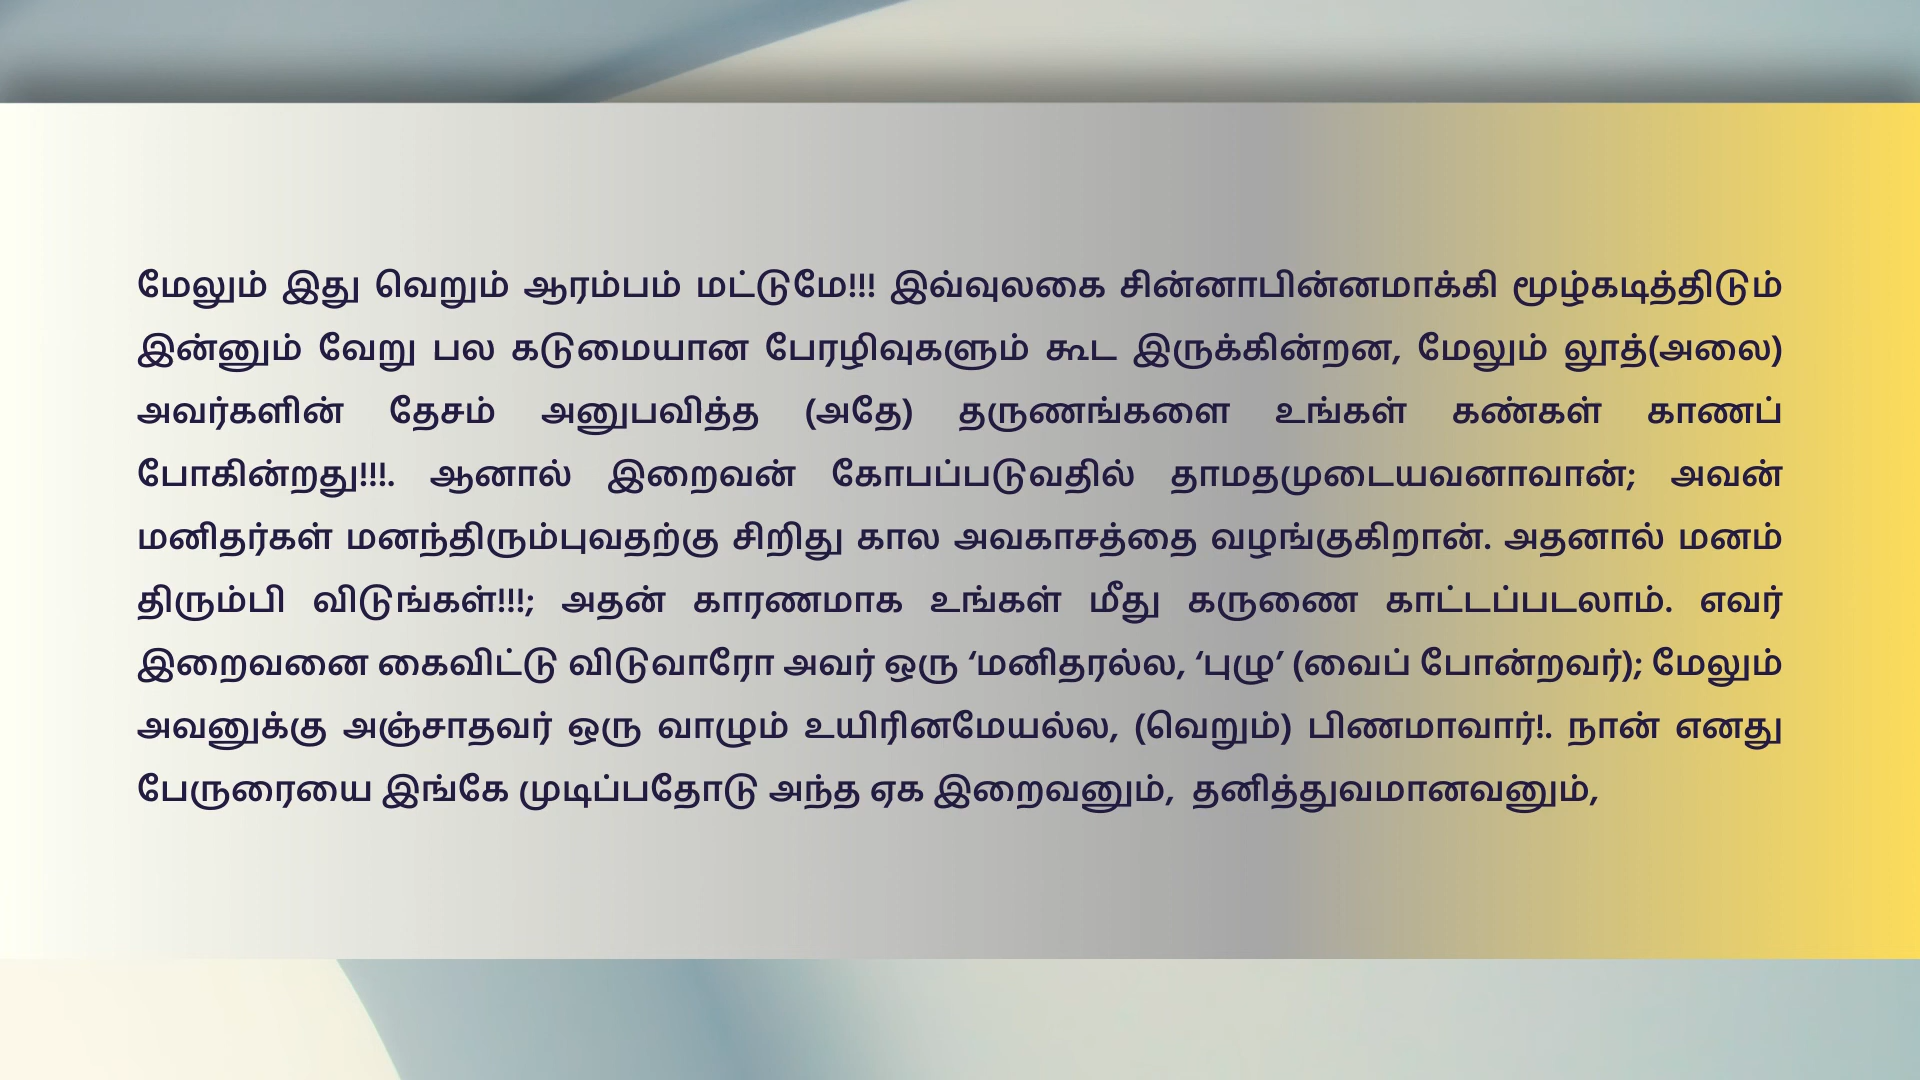 மேலும் இது வெறும் ஆரம்பம் மட்டுமே!!! இவ்வுலகை சின்னாபின்னமாக்கி மூழ்கடித்திடும்
இன்னும் வேறு பல கடுமையான பேரழிவுகளும் கூட இருக்கின்றன, மேலும் லூத்(அலை)
அவர்களின் தேசம் அனுபவித்த (அதே) தருணங்களை உங்கள் கண்கள் காணப்
போகின்றது!!!. ஆனால் இறைவன் கோபப்படுவதில் தாமதமுடையவனாவான்; அவன்
மனிதர்கள் மனந்திரும்புவதற்கு சிறிது கால அவகாசத்தை வழங்குகிறான். அதனால் மனம்
திரும்பி விடுங்கள்!!!; அதன் காரணமாக உங்கள் மீது கருணை காட்டப்படலாம். எவர்
இறைவனை கைவிட்டு விடுவாரோ அவர் ஒரு ‘மனிதரல்ல, ‘புழு’ (வைப் போன்றவர்); மேலும்
அவனுக்கு அஞ்சாதவர் ஒரு வாழும் உயிரினமேயல்ல, (வெறும்) பிணமாவார்!. நான் எனது
பேருரையை இங்கே முடிப்பதோடு அந்த ஏக இறைவனும், தனித்துவமானவனும்,